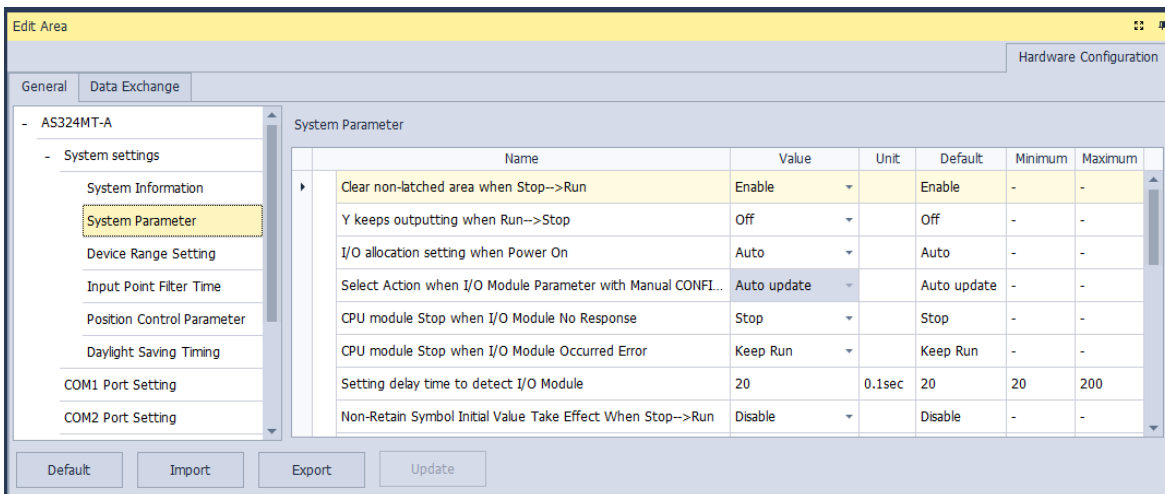 Edit Area
Hardware Configuration
General Data Exchange
- AS324MT-A
- System settings
System Information
System Parameter
Device Range Setting
Input Point Filter Time
Position Control Parameter
Daylight Saving Timing
COM1 Port Setting
COM2 Port Setting
System Parameter
Name Value Unit Default Minimum Maximum
Clear non-latched area when Stop-->Run Enable Enable - -
Y keeps outputting when Run-->Stop Off Off - -
I/O allocation setting when Power On Auto Auto - -
Select Action when I/O Module Parameter with Manual CONFI... Auto update Auto update - -
CPU module Stop when I/O Module No Response Stop Stop - -
CPU module Stop when I/O Module Occurred Error Keep Run Keep Run - -
Setting delay time to detect I/O Module 20 0.1sec 20 20 200
Non-Retain Symbol Initial Value Take Effect When Stop-->Run Disable Disable - -
Default Import Export Update